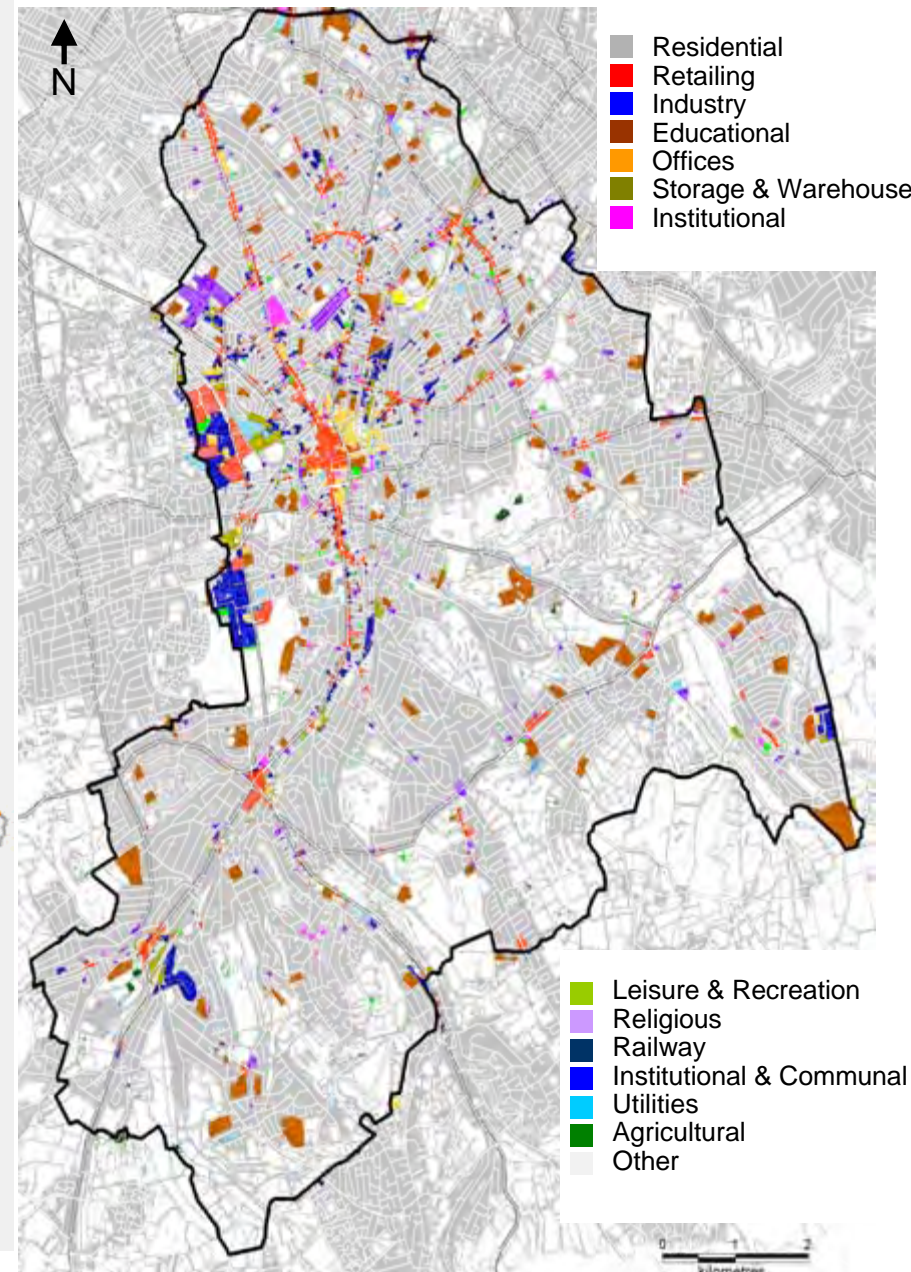 N
Residential
Retailing
Industry
Educational
Offices
Storage & Warehouse
Institutional
Leisure & Recreation
Religious
Railway
Institutional & Communal
Utilities
Agricultural
Other
0 1 2
kilometres